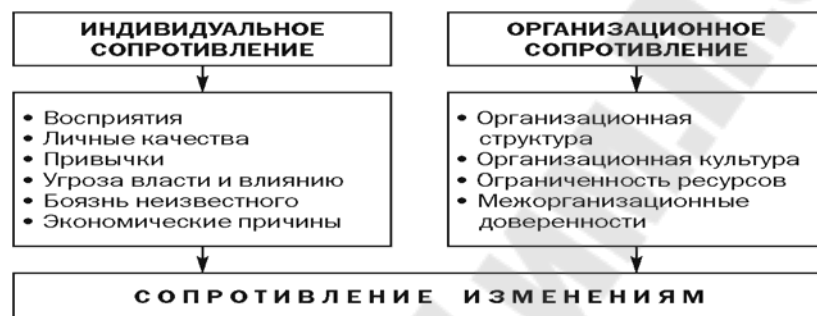 ИНДИВИДУАЛЬНОЕ
СОПРОТИВЛЕНИЕ
• Восприятия
• Личные качества
• Привычки
• Угроза власти и влиянию
• Боязнь неизвестного
• Экономические причины
ОРГАНИЗАЦИОННОЕ
СОПРОТИВЛЕНИЕ
• Организационная
структура
• Организационная культура
• Ограниченность ресурсов
• Межорганизационные
доверенности
СОПРОТИВЛЕНИЕ ИЗМЕНЕНИЯМ